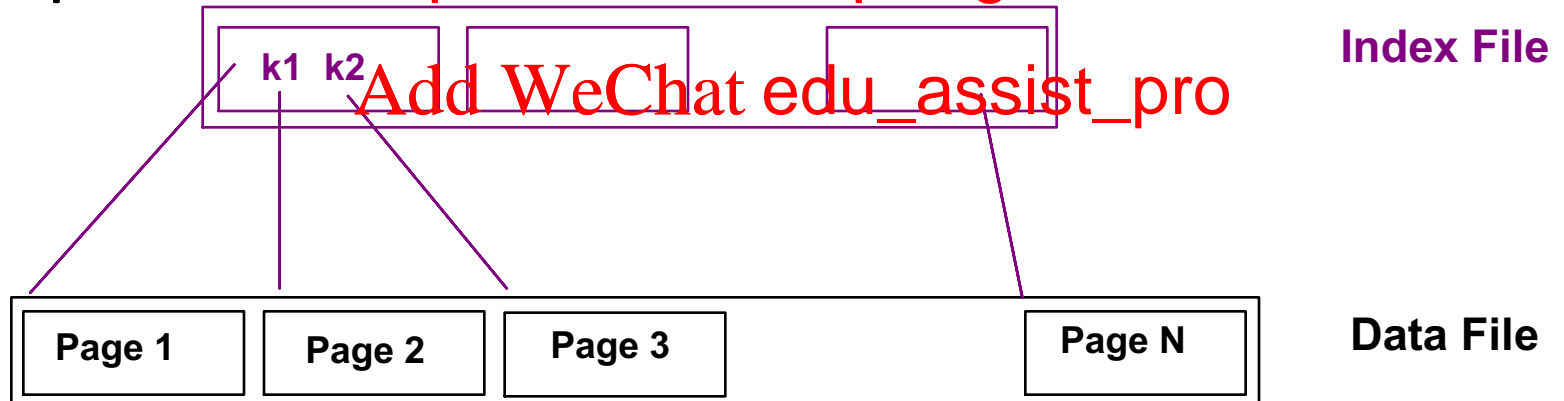 Index File
k1 k2
Add WeChat edu_assist_pro
Page 1
Page 2
Page 3
Page N
Data File